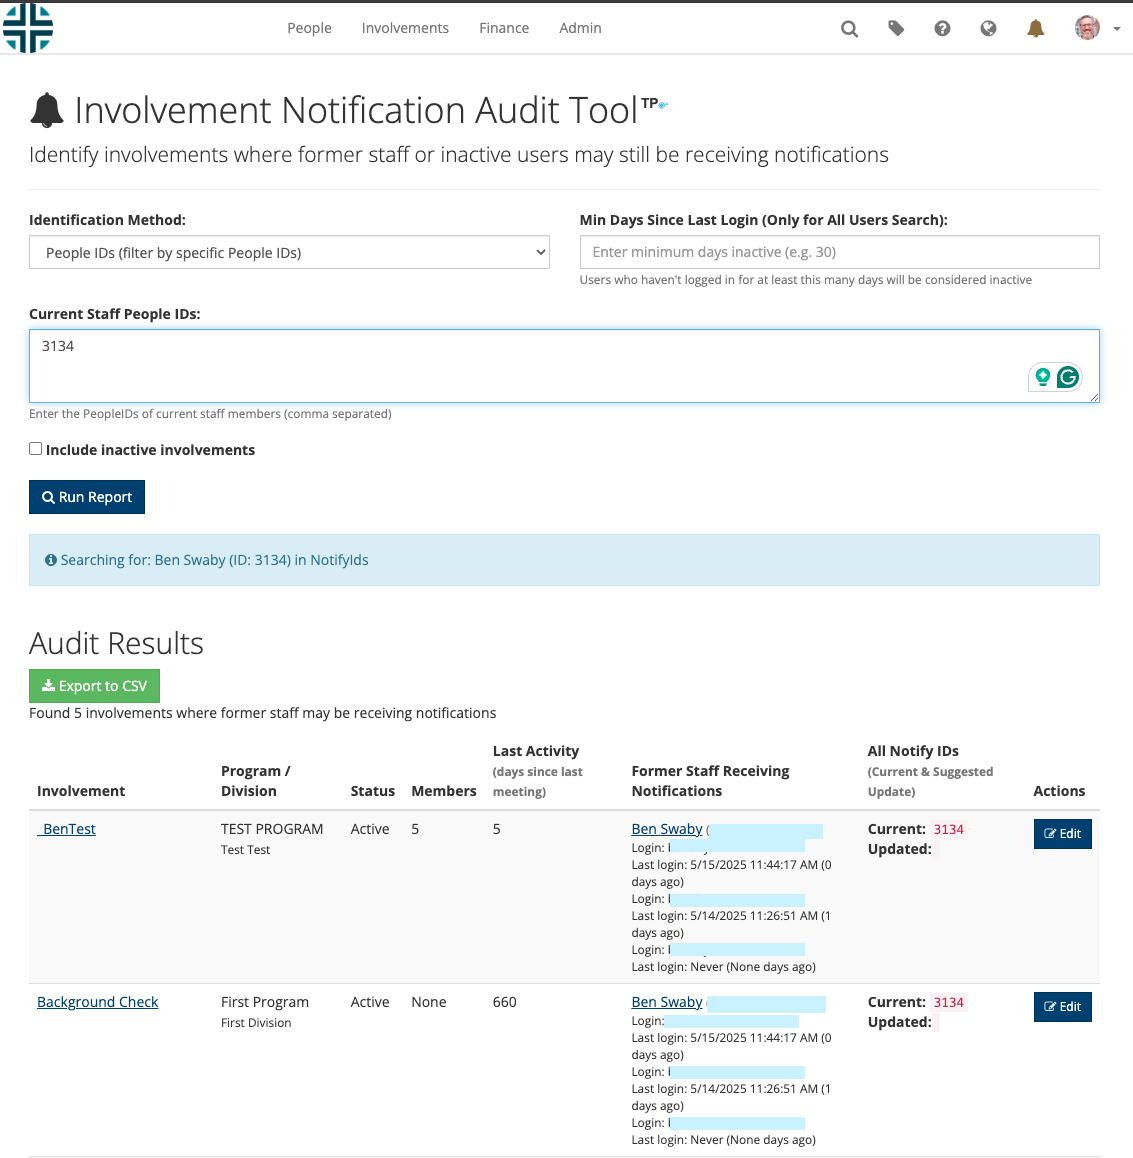 People Involvements Finance Admin
Involvement Notification Audit Tool TP
Identify involvements where former staff or inactive users may still be receiving notifications
Identification Method:
People IDs (filter by specific People IDs)
Min Days Since Last Login (Only for All Users Search):
Enter minimum days inactive (e.g. 30)
Users who haven't logged in for at least this many days will be considered inactive
Current Staff People IDs:
3134
Enter the PeopleIDs of current staff members (comma separated)
Include inactive involvements
Run Report
Searching for: Ben Swaby (ID: 3134) in NotifyIds
Audit Results
Export to CSV
Found 5 involvements where former staff may be receiving notifications
Involvement
Program /
Division
Status
Members
Last Activity
(days since last
meeting)
Former Staff Receiving
Notifications
All Notify IDs
(Current & Suggested
Update)
Actions
_BenTest
TEST PROGRAM
Test Test
Active
5
5
Ben Swaby (
Login:
Last login: 5/15/2025 11:44:17 AM (0
days ago)
Login:
Last login: 5/14/2025 11:26:51 AM (1
days ago)
Login:
Last login: Never (None days ago)
Current: 3134
Updated:
Edit
Background Check
First Program
First Division
Active
None
660
Ben Swaby
Login:
Last login: 5/15/2025 11:44:17 AM (0
days ago)
Login:
Last login: 5/14/2025 11:26:51 AM (1
days ago)
Login:
Last login: Never (None days ago)
Current: 3134
Updated:
Edit